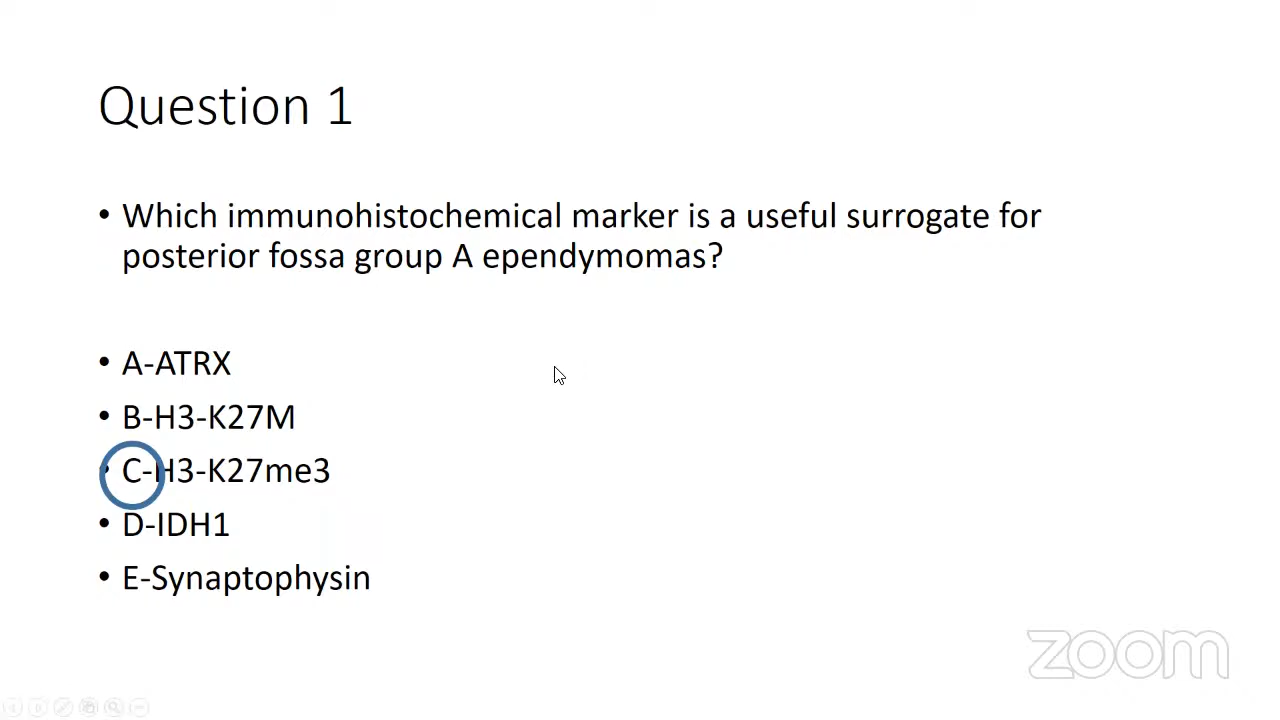 Question 1
• Which immunohistochemical marker is a useful surrogate for
posterior fossa group A ependymomas?
• A-ATRX
• B-H3-K27M
• C-H3-K27me3
• D-IDH1
• E-Synaptophysin
zoom